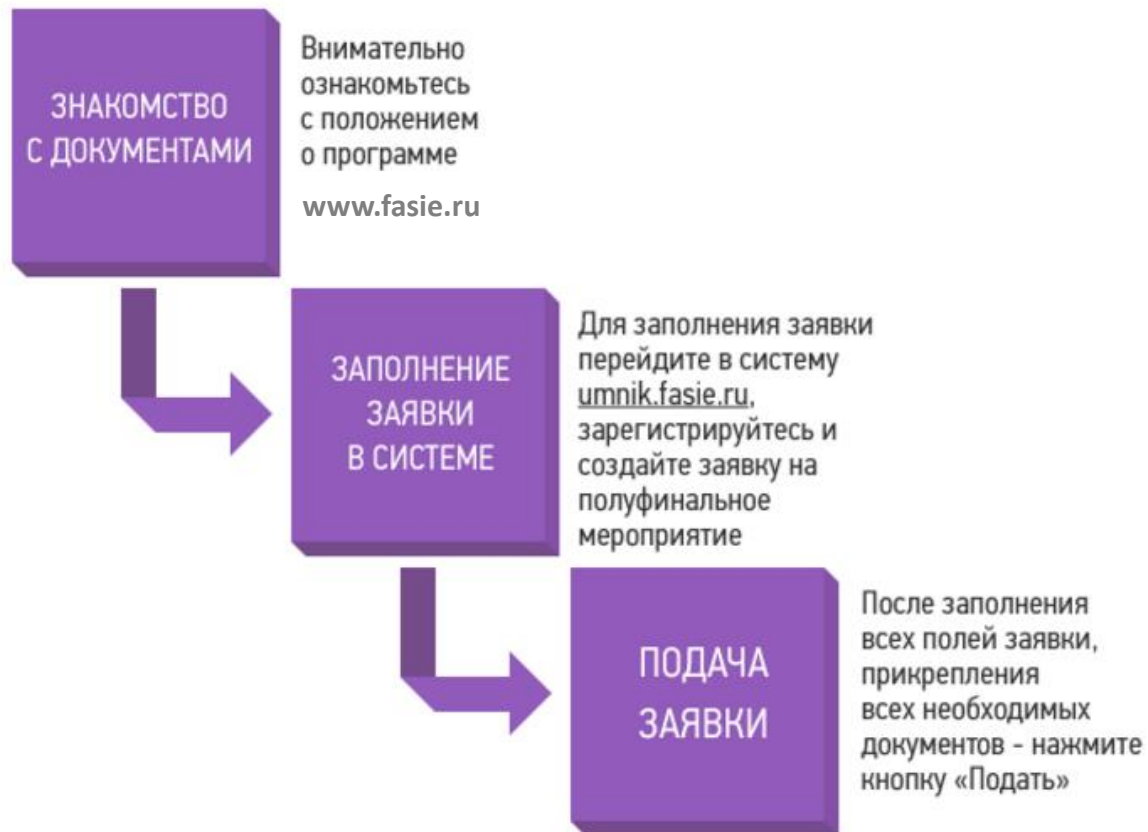 ЗНАКОМСТВО
С ДОКУМЕНТАМИ
Внимательно
ознакомьтесь
с положением
о программе
www.fasie.ru
ЗАПОЛНЕНИЕ
ЗАЯВКИ
В СИСТЕМЕ
Для заполнения заявки
перейдите в систему
umnik.fasie.ru,
зарегистрируйтесь и
создайте заявку на
полуфинальное
мероприятие
ПОДАЧА
ЗАЯВКИ
После заполнения
всех полей заявки,
прикрепления
всех необходимых
документов - нажмите
кнопку «Подать»